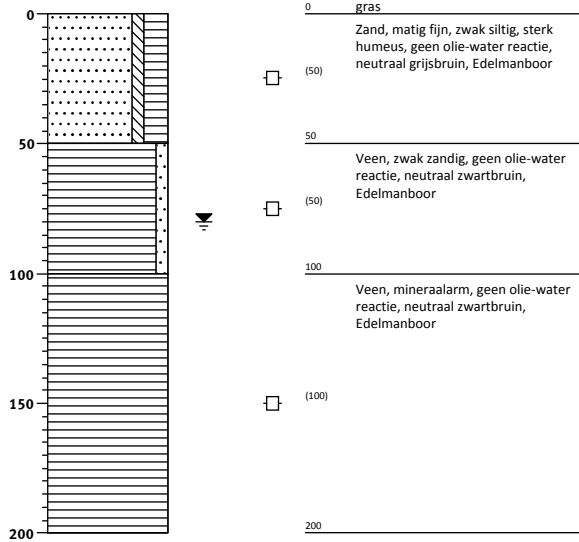 0
0 gras
Zand, matig fijn, zwak siltig, sterk
humeus, geen olie-water reactie,
neutraal grijsbruin, Edelmanboor
(50)
50
50
Veen, zwak zandig, geen olie-water
reactie, neutraal zwartbruin,
Edelmanboor
(50)
100
100
Veen, mineraalarm, geen olie-water
reactie, neutraal zwartbruin,
Edelmanboor
150
(100)
200
200